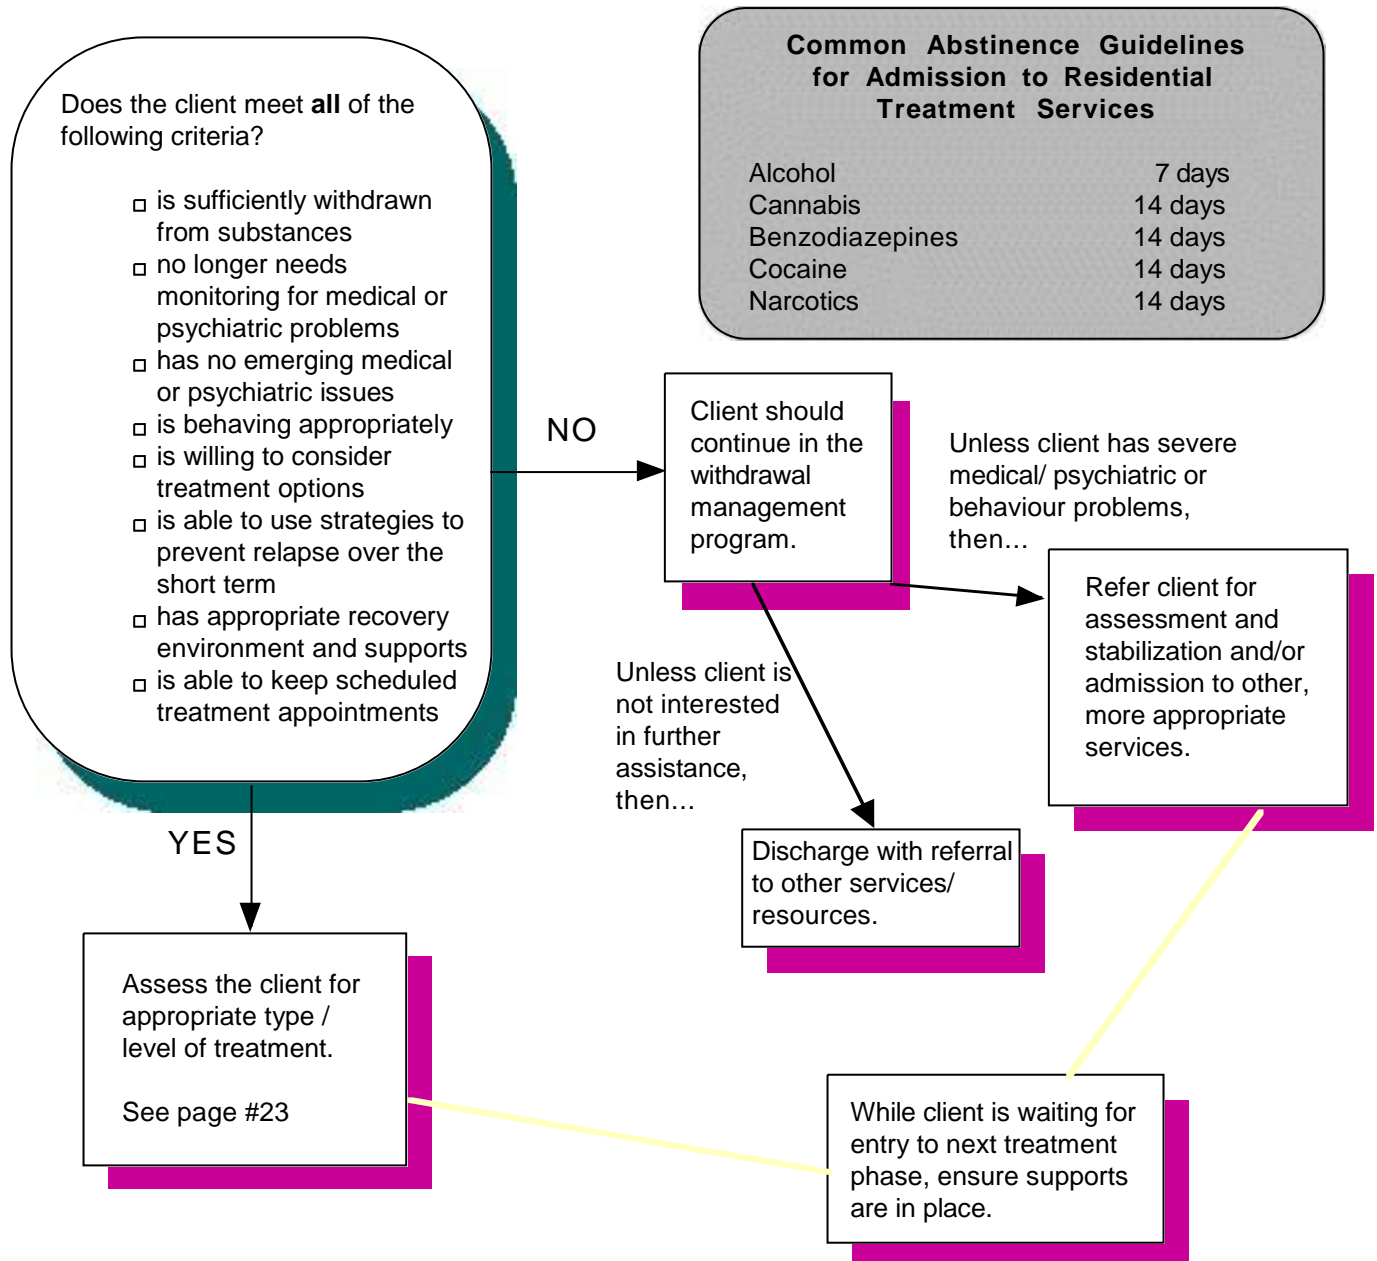 Does the client meet all of the
following criteria?
is sufficiently withdrawn
from substances
no longer needs
monitoring for medical or
psychiatric problems
has no emerging medical
or psychiatric issues
is behaving appropriately
is willing to consider
treatment options
is able to use strategies to
prevent relapse over the
short term
has appropriate recovery
environment and supports
is able to keep scheduled
treatment appointments
Common Abstinence Guidelines
for Admission to Residential
Treatment Services
Alcohol 7 days
Cannabis 14 days
Benzodiazepines 14 days
Cocaine 14 days
Narcotics 14 days
NO
Client should
continue in the
withdrawal
management
program.
Unless client has severe
medical/ psychiatric or
behaviour problems,
then...
Refer client for
assessment and
stabilization and/or
admission to other,
more appropriate
services.
Unless client is
not interested
in further
assistance,
then...
Discharge with referral
to other services/
resources.
YES
Assess the client for
appropriate type /
level of treatment.
See page #23
While client is waiting for
entry to next treatment
phase, ensure supports
are in place.